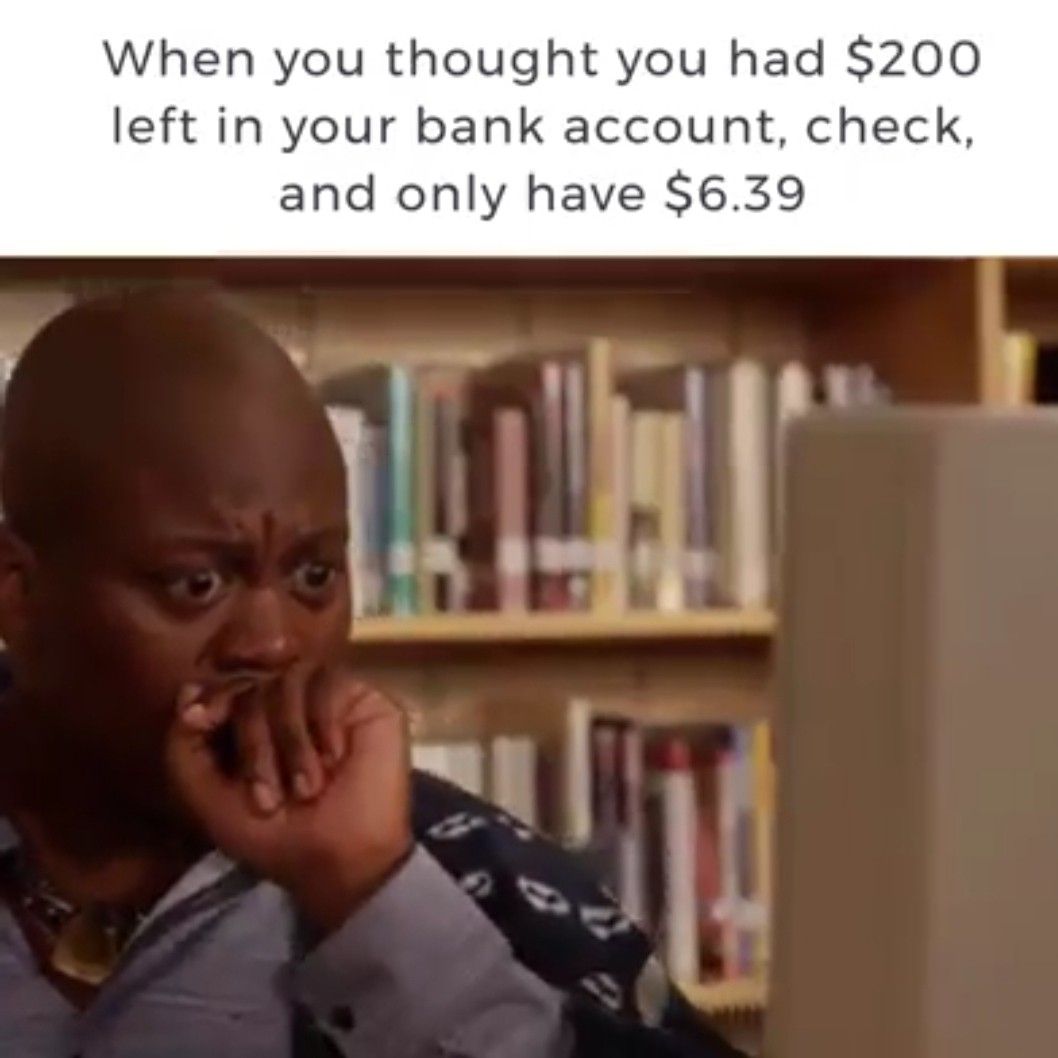 When you thought you had $200
left in your bank account, check,
and only have $6.39